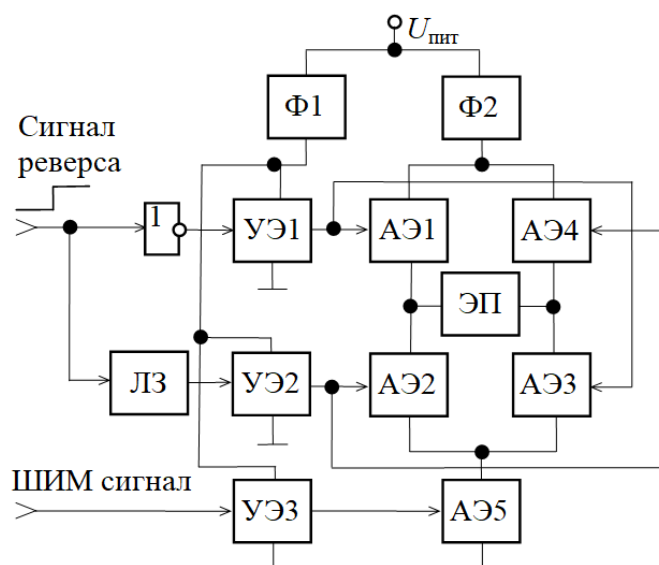 Uпит
Ф1
Ф2
Сигнал
реверса
1
УЭ1
АЭ1
АЭ4
ЭП
ЛЗ
УЭ2
АЭ2
АЭ3
ШИМ сигнал
УЭ3
АЭ5